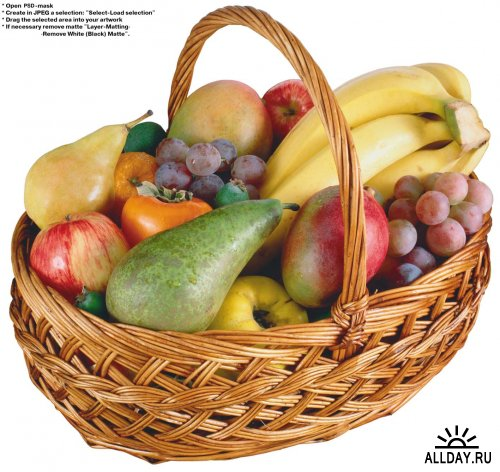 * Open PSD-mask
* Create in JPEG a selection: "Select-Load selection"
* Drag the selected area into your artwork
* If necessary remove matte "Layer-Matting-
-Remove White (Black) Matte".
ALLDAY.RU